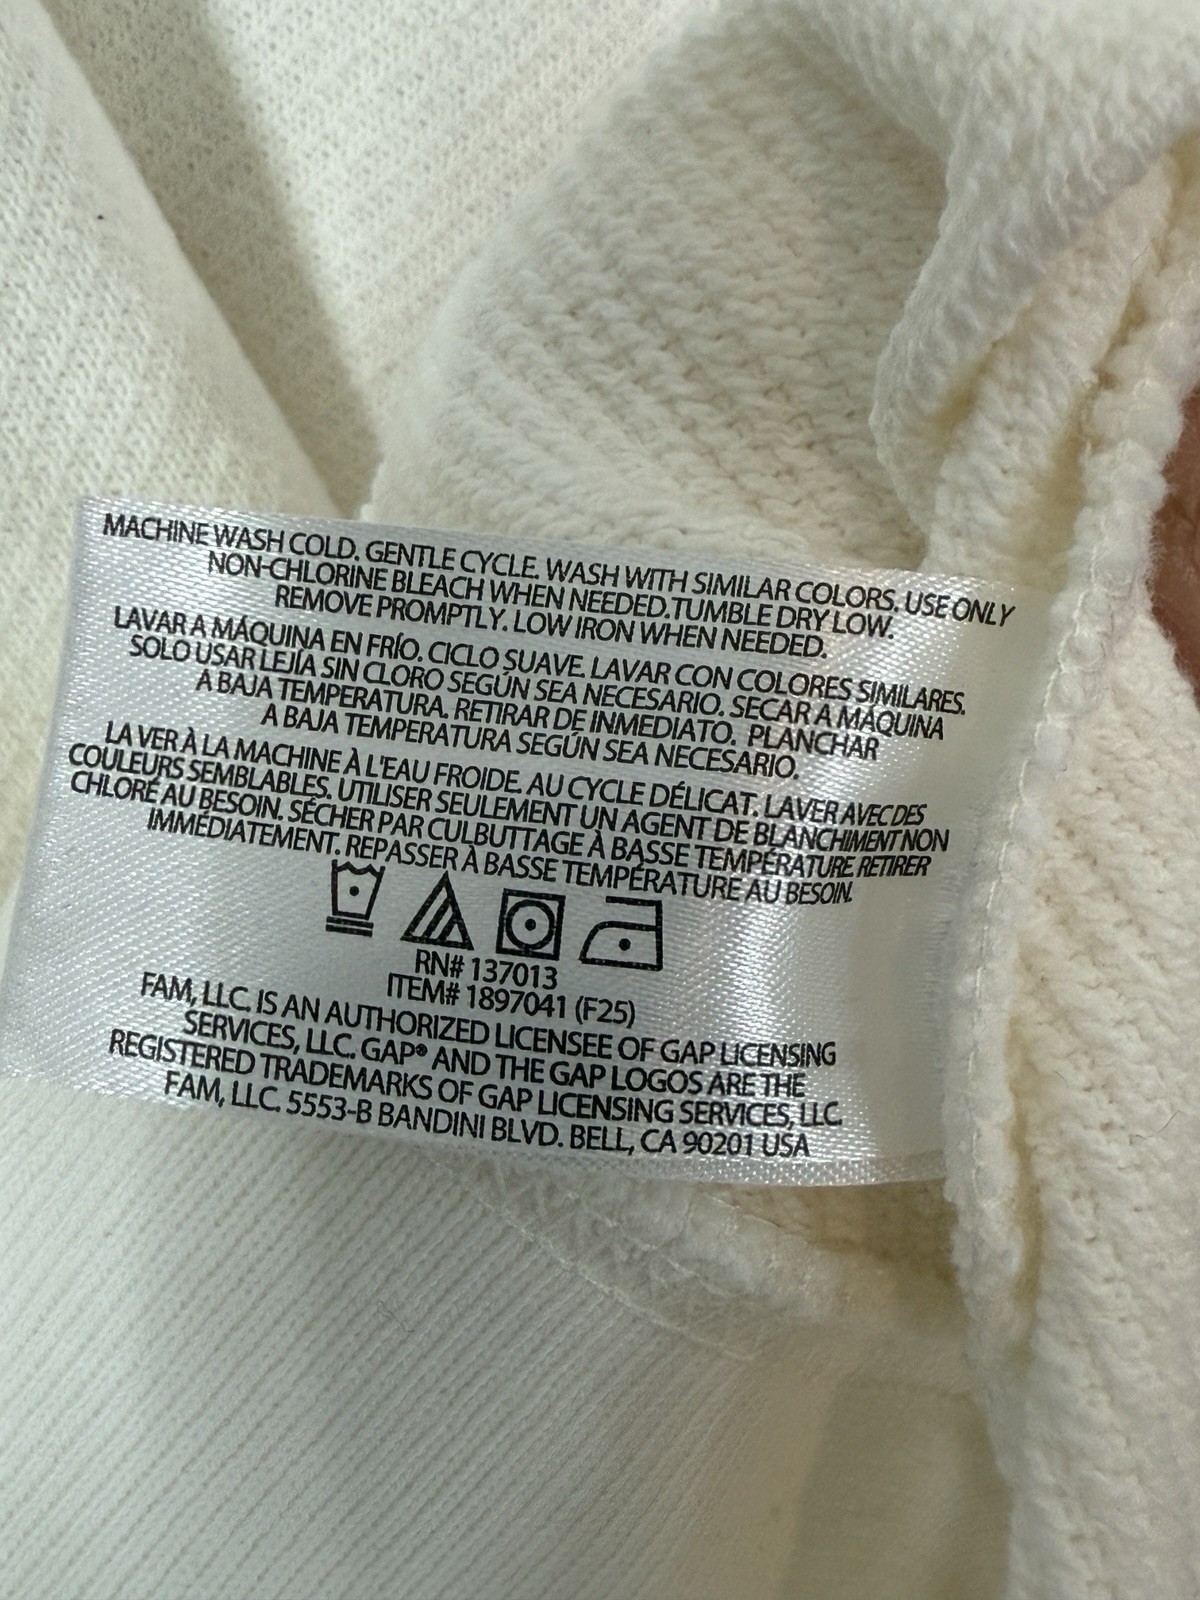 MACHINE WASH COLD. GENTLE CYCLE. WASH WITH SIMILAR COLORS. USE ONLY
NON-CHLORINE BLEACH WHEN NEEDED.TUMBLE DRY LOW.
REMOVE PROMPTLY. LOW IRON WHEN NEEDED.
LAVAR A MÁQUINA EN FRÍO. CICLO SUAVE. LAVAR CON COLORES SIMILARES.
SOLO USAR LEJÍA SIN CLORO SEGÚN SEA NECESARIO. SECAR A MÁQUINA
A BAJA TEMPERATURA. RETIRAR DE INMEDIATO. PLANCHAR
A BAJA TEMPERATURA SEGÚN SEA NECESARIO.
LA VER À LA MACHINE À L'EAU FROIDE. AU CYCLE DÉLICAT. LAVER AVEC DES
COULEURS SEMBLABLES. UTILISER SEULEMENT UN AGENT DE BLANCHIMENT NON
CHLORÉ AU BESOIN. SÉCHER PAR CULBUTTAGE À BASSE TEMPÉRATURE. RETIRER
IMMÉDIATEMENT. REPASSER À BASSE TEMPÉRATURE AU BESOIN.
RN# 137013
ITEM# 1897041 (F25)
FAM, LLC. IS AN AUTHORIZED LICENSEE OF GAP LICENSING
SERVICES, LLC. GAP® AND THE GAP LOGOS ARE THE
REGISTERED TRADEMARKS OF GAP LICENSING SERVICES, LLC.
FAM, LLC. 5553-B BANDINI BLVD. BELL, CA 90201 USA